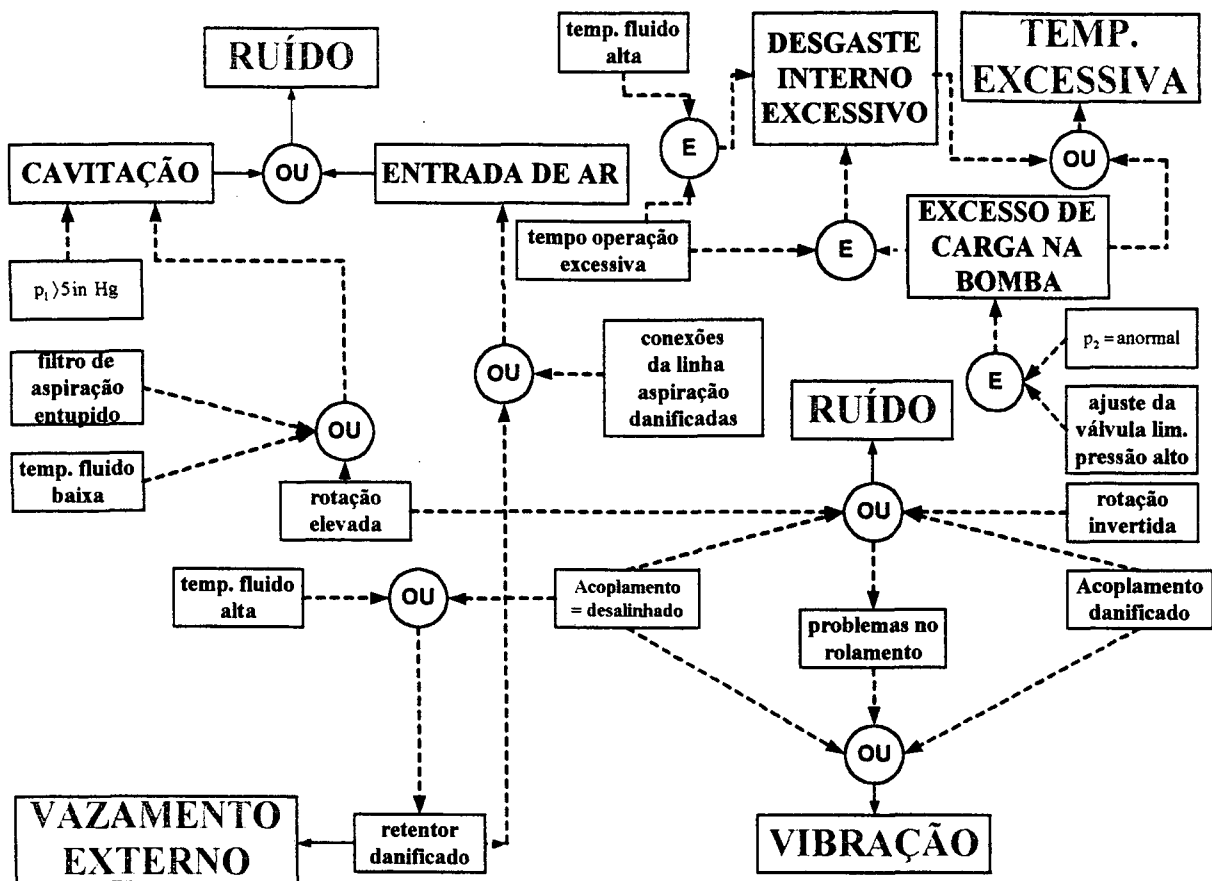 RUÍDO
temp. fluido
alta
DESGASTE
INTERNO
EXCESSIVO
TEMP.
EXCESSIVA
E
CAVITAÇÃO
OU
ENTRADA DE AR
OU
tempo operação
excessiva
E
EXCESSO DE
CARGA NA
BOMBA
p₁⟩5in Hg
filtro de
aspiração
entupido
temp. fluido
baixa
OU
OU
conexões
da linha
aspiração
danificadas
E
p₂ = anormal
ajuste da
válvula lim.
pressão alto
RUÍDO
rotação
elevada
OU
rotação
invertida
temp. fluido
alta
OU
Acoplamento
= desalinhado
problemas no
rolamento
Acoplamento
danificado
OU
VAZAMENTO
EXTERNO
retentor
danificado
VIBRAÇÃO